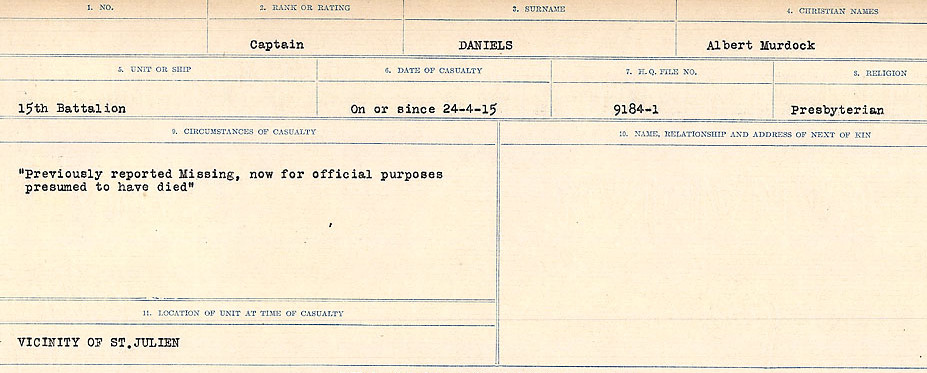 1. NO.
2. RANK OR RATING
3. SURNAME
4. CHRISTIAN NAMES
Captain
DANIELS
Albert Murdock
5. UNIT OR SHIP
6. DATE OF CASUALTY
7. H.Q. FILE NO.
8. RELIGION
15th Battalion
On or since 24-4-15
9184-1
Presbyterian
9. CIRCUMSTANCES OF CASUALTY
"Previously reported Missing, now for official purposes
presumed to have died"
10. NAME, RELATIONSHIP AND ADDRESS OF NEXT OF KIN
11. LOCATION OF UNIT AT TIME OF CASUALTY
VICINITY OF ST.JULIEN